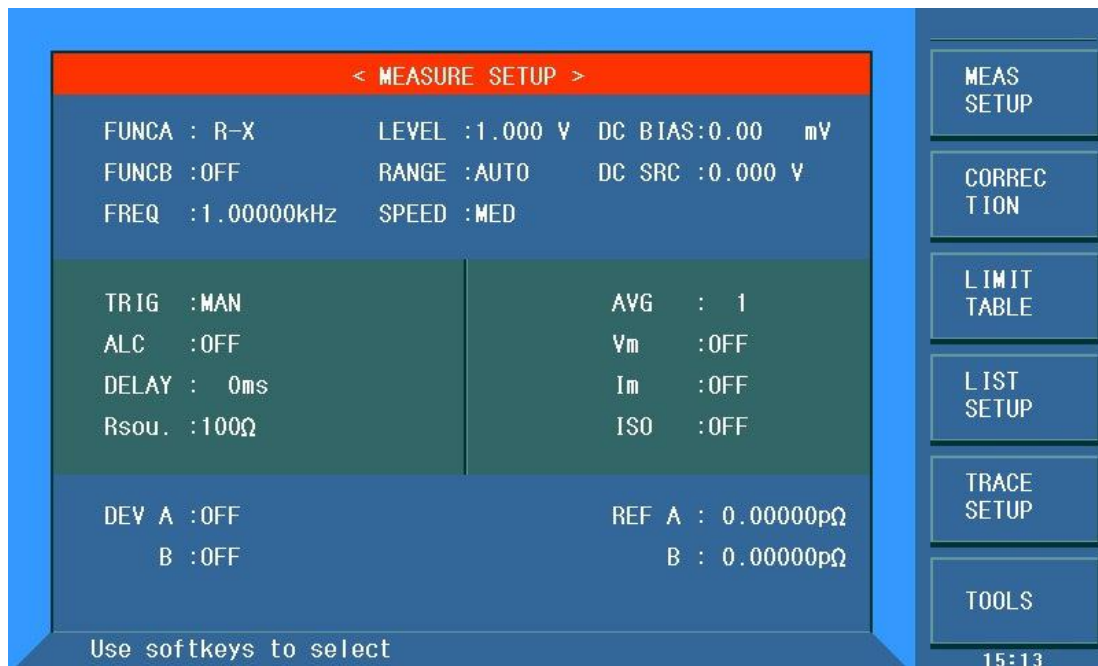 < MEASURE SETUP >
FUNCA : R-X LEVEL :1.000 V DC BIAS:0.00 mV
FUNCB :OFF RANGE :AUTO DC SRC :0.000 V
FREQ :1.00000kHz SPEED :MED
TRIG :MAN AVG : 1
ALC :OFF Vm :OFF
DELAY : 0ms Im :OFF
Rsou. :100Ω ISO :OFF
DEV A :OFF REF A : 0.00000pΩ
B :OFF B : 0.00000pΩ
Use softkeys to select
MEAS
SETUP
CORREC
TION
LIMIT
TABLE
LIST
SETUP
TRACE
SETUP
TOOLS
15:13